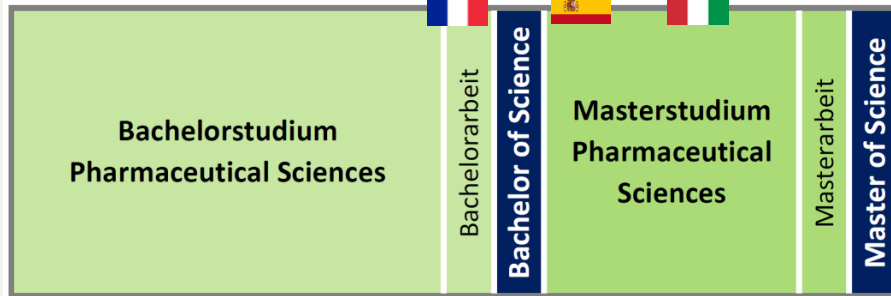 Bachelorstudium
Pharmaceutical Sciences
Bachelorarbeit
Bachelor of Science
Masterstudium
Pharmaceutical
Sciences
Masterarbeit
Master of Science